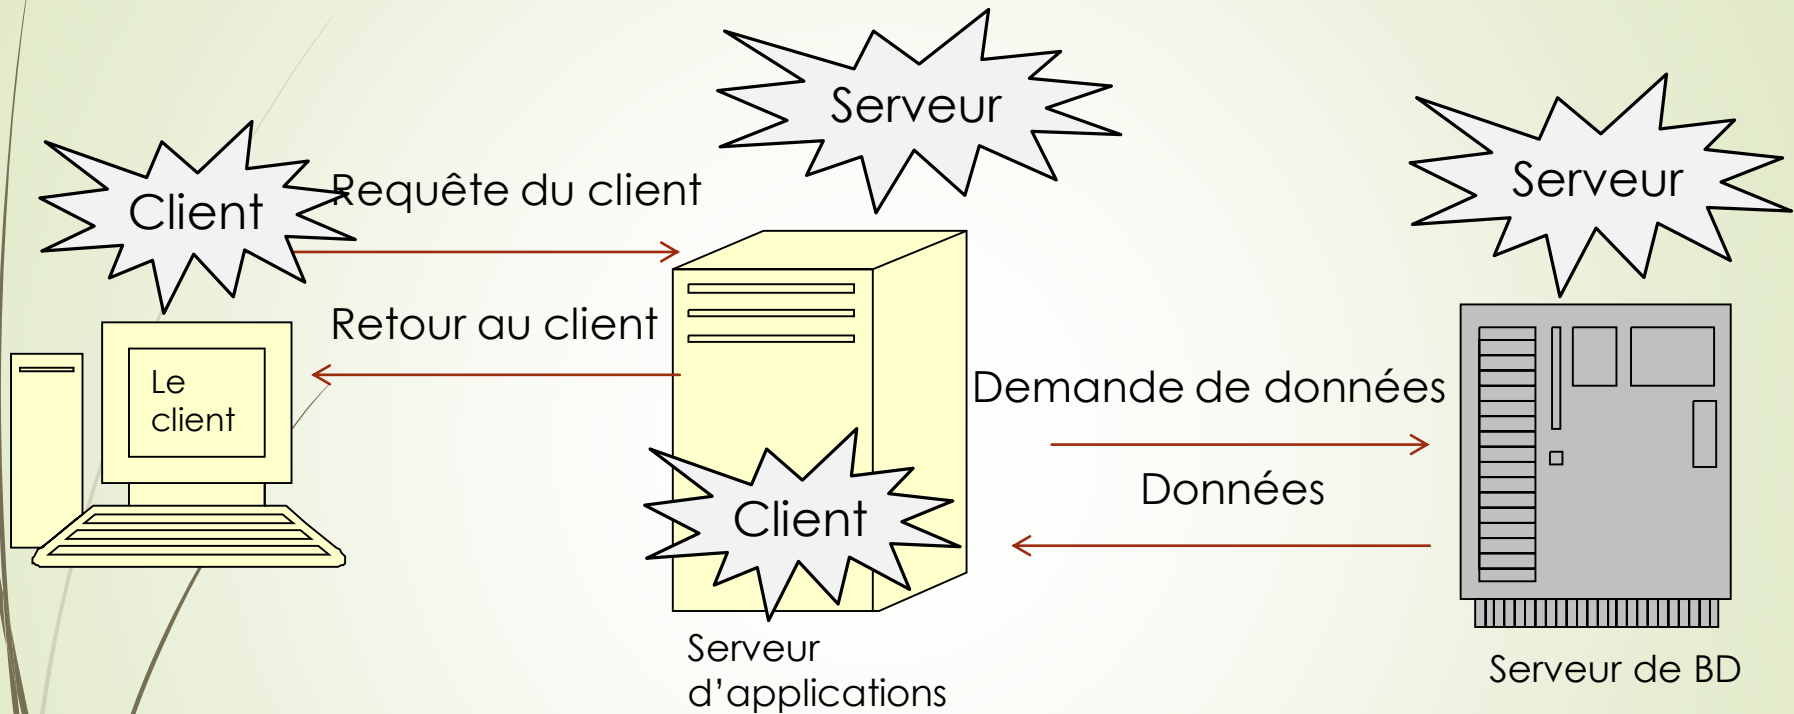 Serveur
Serveur
Client
Requête du client
Retour au client
Le
client
Demande de données
Données
Client
Serveur
d’applications
Serveur de BD